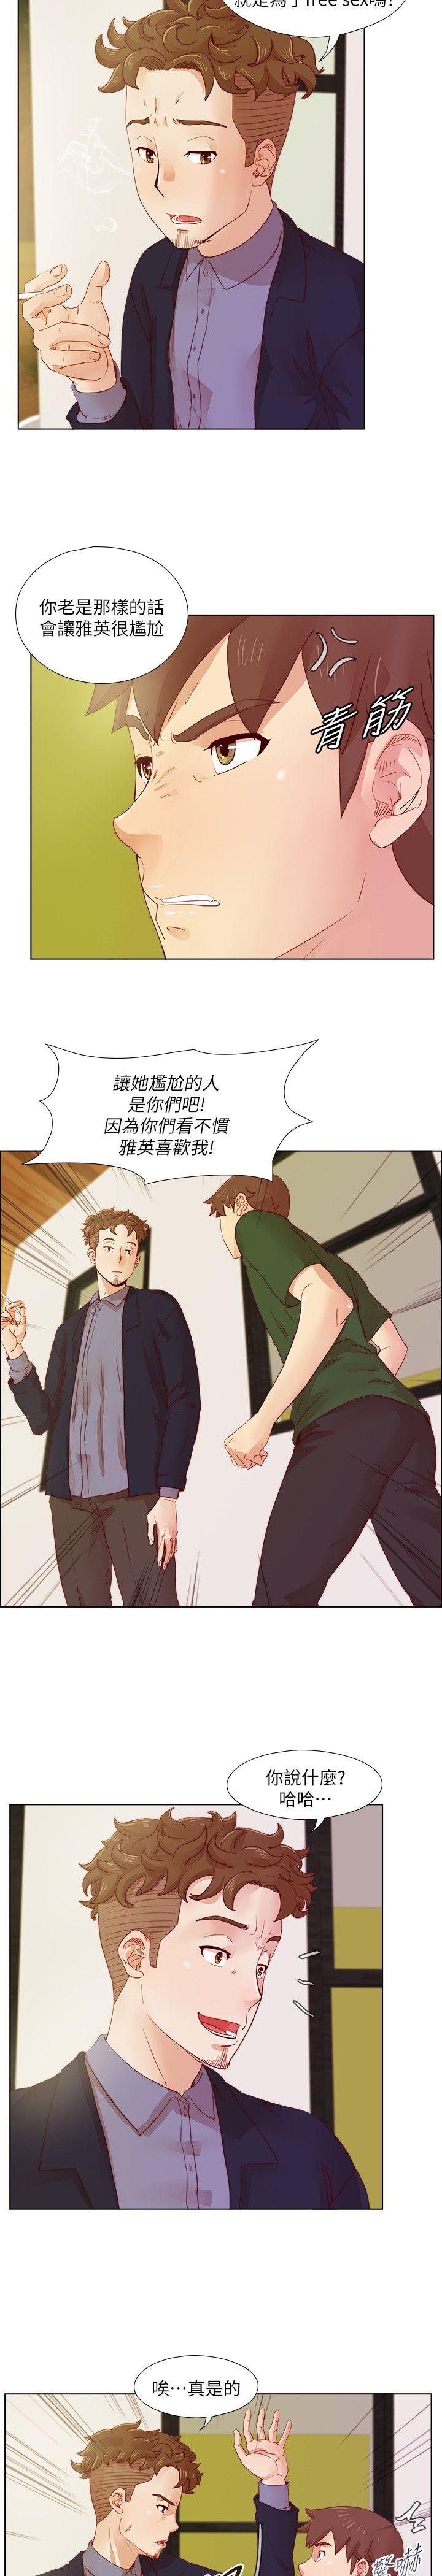 就是為了free sex嗎?
你老是那樣的話
會讓雅英很尷尬
青筋
讓她尷尬的人
是你們吧!
因為你們看不慣
雅英喜歡我!
你說什麼?
哈哈…
唉…真是的
驚嚇